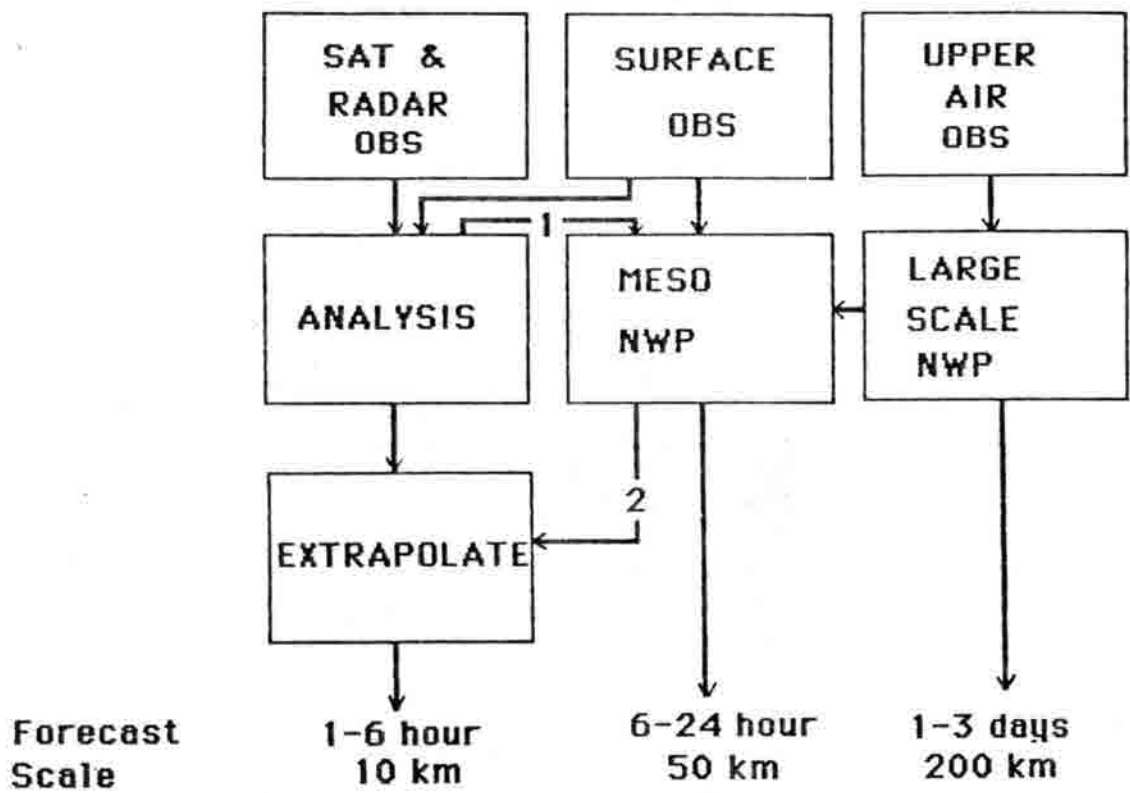 SAT &
RADAR
OBS
SURFACE
OBS
UPPER
AIR
OBS
1
ANALYSIS
MESO
NWP
LARGE
SCALE
NWP
2
EXTRAPOLATE
Forecast
Scale
1-6 hour
10 km
6-24 hour
50 km
1-3 days
200 km